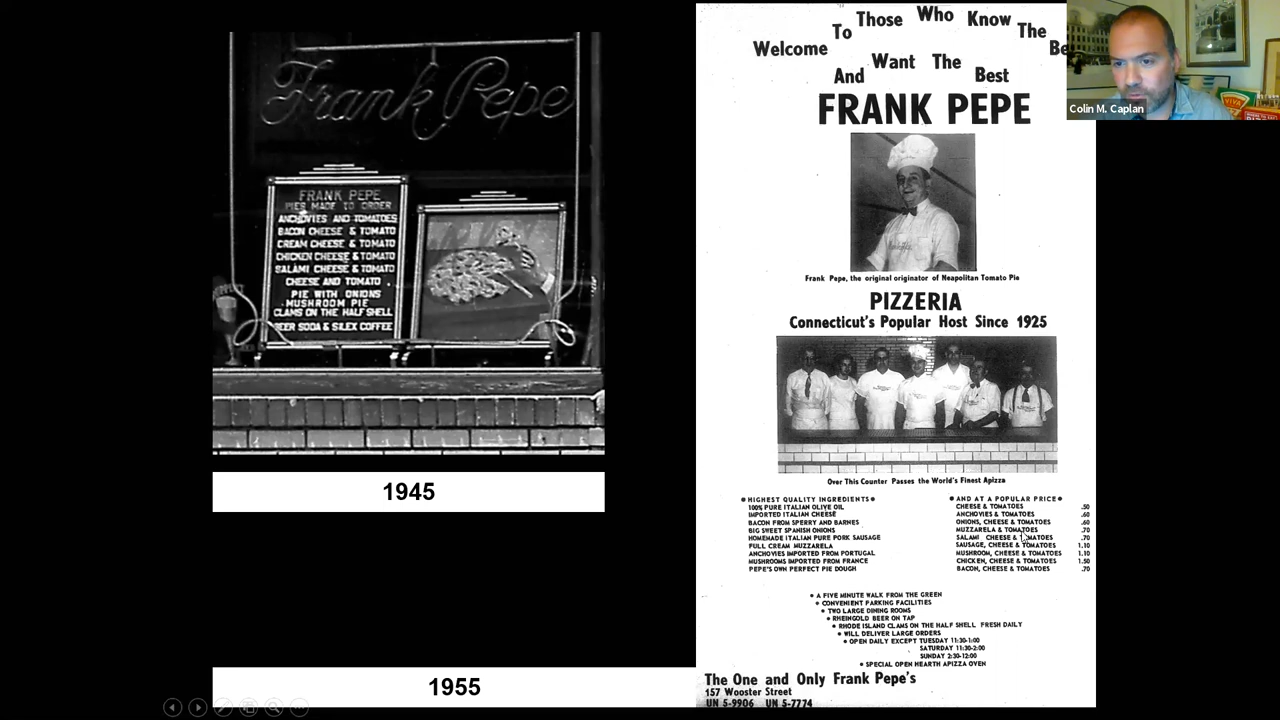 Frank Pepe
FRANK PEPE
PIES MADE TO ORDER
ANCHOVIES AND TOMATOES
BACON CHEESE & TOMATO
CREAM CHEESE & TOMATO
CHICKEN CHEESE & TOMATO
SALAMI CHEESE & TOMATO
CHEESE AND TOMATO
PIE WITH ONIONS
MUSHROOM PIE
CLAMS ON THE HALF SHELL
BEER SODA & SILEX COFFEE
1945
1955
Welcome To Those Who Know The
And Want The Best
FRANK PEPE
Frank Pepe, the original originator of Neapolitan Tomato Pie
PIZZERIA
Connecticut's Popular Host Since 1925
Over This Counter Passes the World's Finest Apizza
●HIGHEST QUALITY INGREDIENTS●
100% PURE ITALIAN OLIVE OIL
IMPORTED ITALIAN CHEESE
BACON FROM SPERRY AND BARNES
BIG SWEET SPANISH ONIONS
HOMEMADE ITALIAN PURE PORK SAUSAGE
FULL CREAM MUZZARELA
ANCHOVIES IMPORTED FROM PORTUGAL
MUSHROOMS IMPORTED FROM FRANCE
PEPE'S OWN PERFECT PIE DOUGH
●AND AT A POPULAR PRICE●
CHEESE & TOMATOES .50
ANCHOVIES & TOMATOES .60
ONIONS, CHEESE & TOMATOES .60
MUZZARELA & TOMATOES .70
SALAMI CHEESE & TOMATOES .70
SAUSAGE, CHEESE & TOMATOES 1.10
MUSHROOM, CHEESE & TOMATOES 1.10
CHICKEN, CHEESE & TOMATOES 1.50
BACON, CHEESE & TOMATOES .70
● A FIVE MINUTE WALK FROM THE GREEN
● CONVENIENT PARKING FACILITIES
● TWO LARGE DINING ROOMS
● RHEINGOLD BEER ON TAP
● RHODE ISLAND CLAMS ON THE HALF SHELL FRESH DAILY
● WILL DELIVER LARGE ORDERS
● OPEN DAILY EXCEPT TUESDAY 11:30-1:00
SATURDAY 11:30-2:00
SUNDAY 2:30-12:00
● SPECIAL OPEN HEARTH APIZZA OVEN
The One and Only Frank Pepe's
157 Wooster Street
UN 5-9906 UN 5-7774
Colin M. Caplan
VIVA